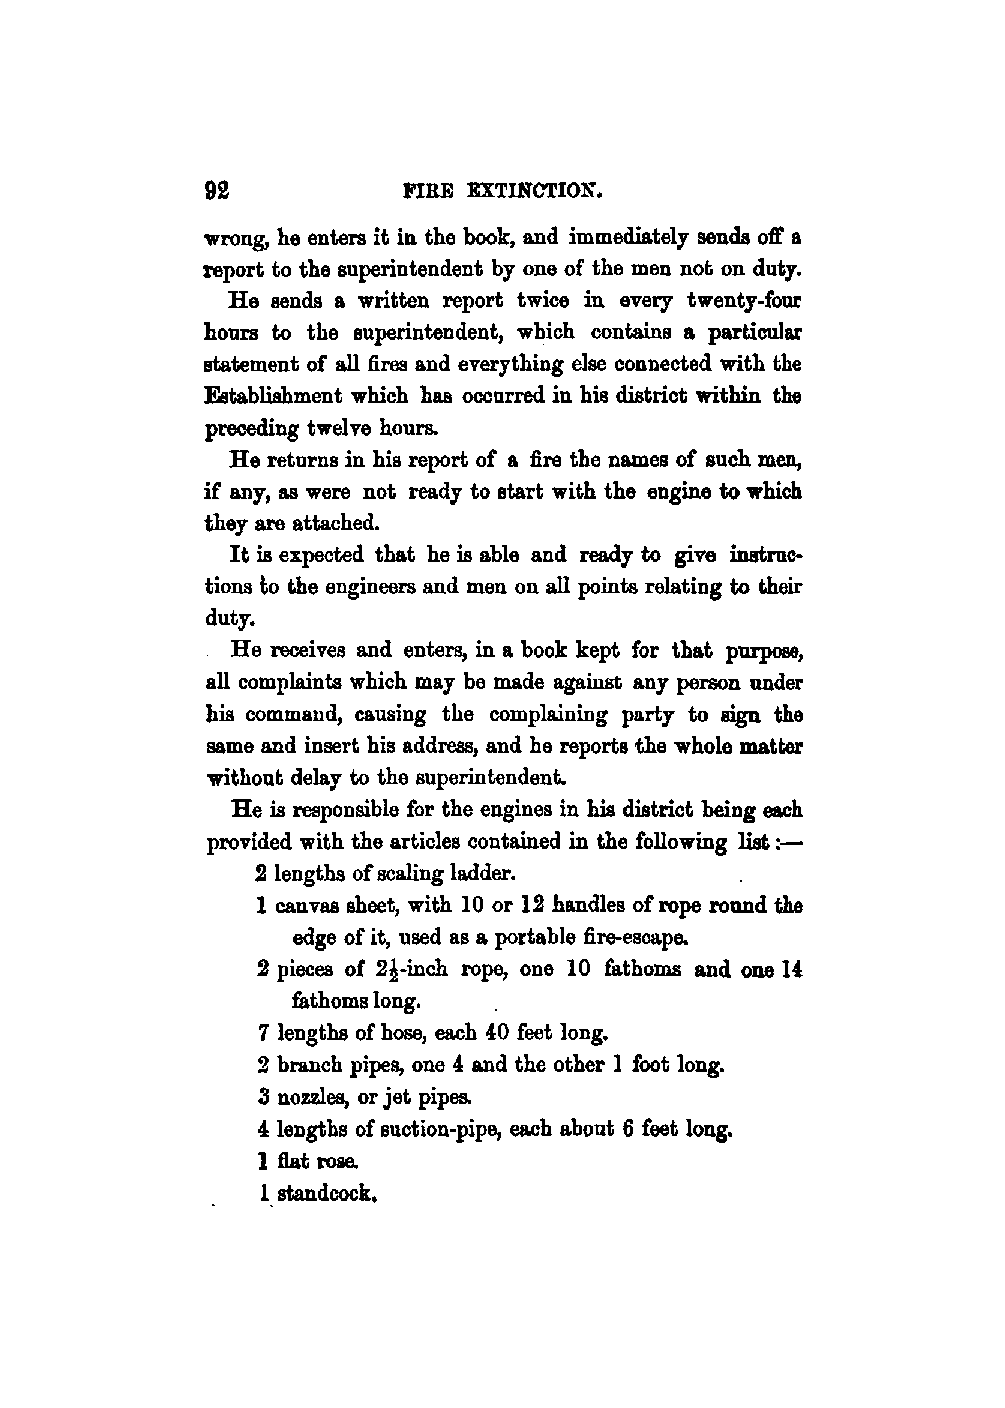 92 FIRE EXTINCTION.
wrong, he enters it in the book, and immediately sends off a
report to the superintendent by one of the men not on duty.
He sends a written report twice in every twenty-four
hours to the superintendent, which contains a particular
statement of all fires and everything else connected with the
Establishment which has occurred in his district within the
preceding twelve hours.
He returns in his report of a fire the names of such men,
if any, as were not ready to start with the engine to which
they are attached.
It is expected that he is able and ready to give instruc-
tions to the engineers and men on all points relating to their
duty.
He receives and enters, in a book kept for that purpose,
all complaints which may be made against any person under
his command, causing the complaining party to sign the
same and insert his address, and he reports the whole matter
without delay to the superintendent.
He is responsible for the engines in his district being each
provided with the articles contained in the following list :—
2 lengths of scaling ladder.
1 canvas sheet, with 10 or 12 handles of rope round the
edge of it, used as a portable fire-escape.
2 pieces of 2½-inch rope, one 10 fathoms and one 14
fathoms long.
7 lengths of hose, each 40 feet long.
2 branch pipes, one 4 and the other 1 foot long.
3 nozzles, or jet pipes.
4 lengths of suction-pipe, each about 6 feet long.
1 flat rose.
1 standcock.